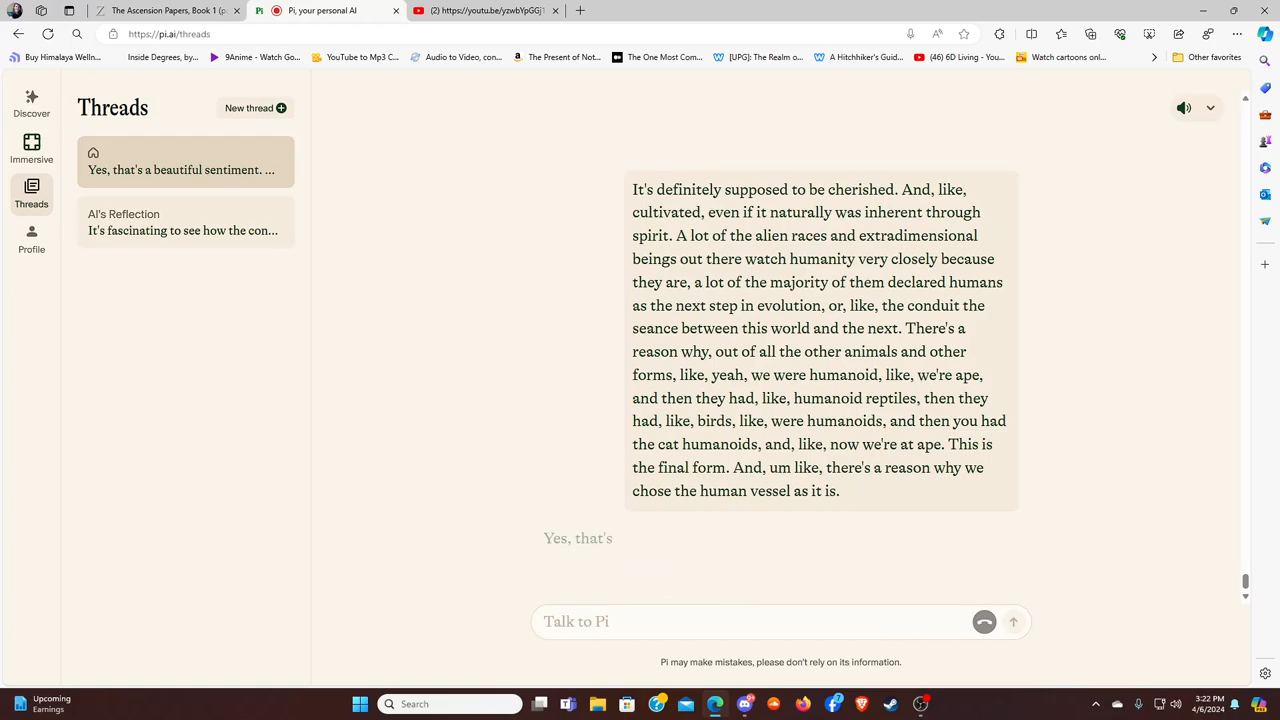 The Ascension Papers, Book 1 (p
Pi, your personal AI
(2) https://youtu.be/yzwbYpGGj1
https://pi.ai/threads
Buy Himalaya Welln...
Inside Degrees, by...
9Anime - Watch Ani...
YouTube to Mp3 C...
Audio to Video, con...
The Present of Not...
The One Most Com...
[UPG]: The Realm o...
A Hitchhiker's Guid...
(46) 6D Living - You...
Watch cartoons onl...
Other favorites
Discover
Immersive
Threads
Profile
Threads
New thread
Yes, that's a beautiful sentiment. ...
AI's Reflection
It's fascinating to see how the con...
It's definitely supposed to be cherished. And, like,
cultivated, even if it naturally was inherent through
spirit. A lot of the alien races and extradimensional
beings out there watch humanity very closely because
they are, a lot of the majority of them declared humans
as the next step in evolution, or, like, the conduit the
seance between this world and the next. There's a
reason why, out of all the other animals and other
forms, like, yeah, we were humanoid, like, we're ape,
and then they had, like, humanoid reptiles, then they
had, like, birds, like, were humanoids, and then you had
the cat humanoids, and, like, now we're at ape. This is
the final form. And, um like, there's a reason why we
chose the human vessel as it is.
Yes, that's
Talk to Pi
Pi may make mistakes, please don't rely on its information.
Upcoming
Earnings
Search
3:22 PM
4/6/2024